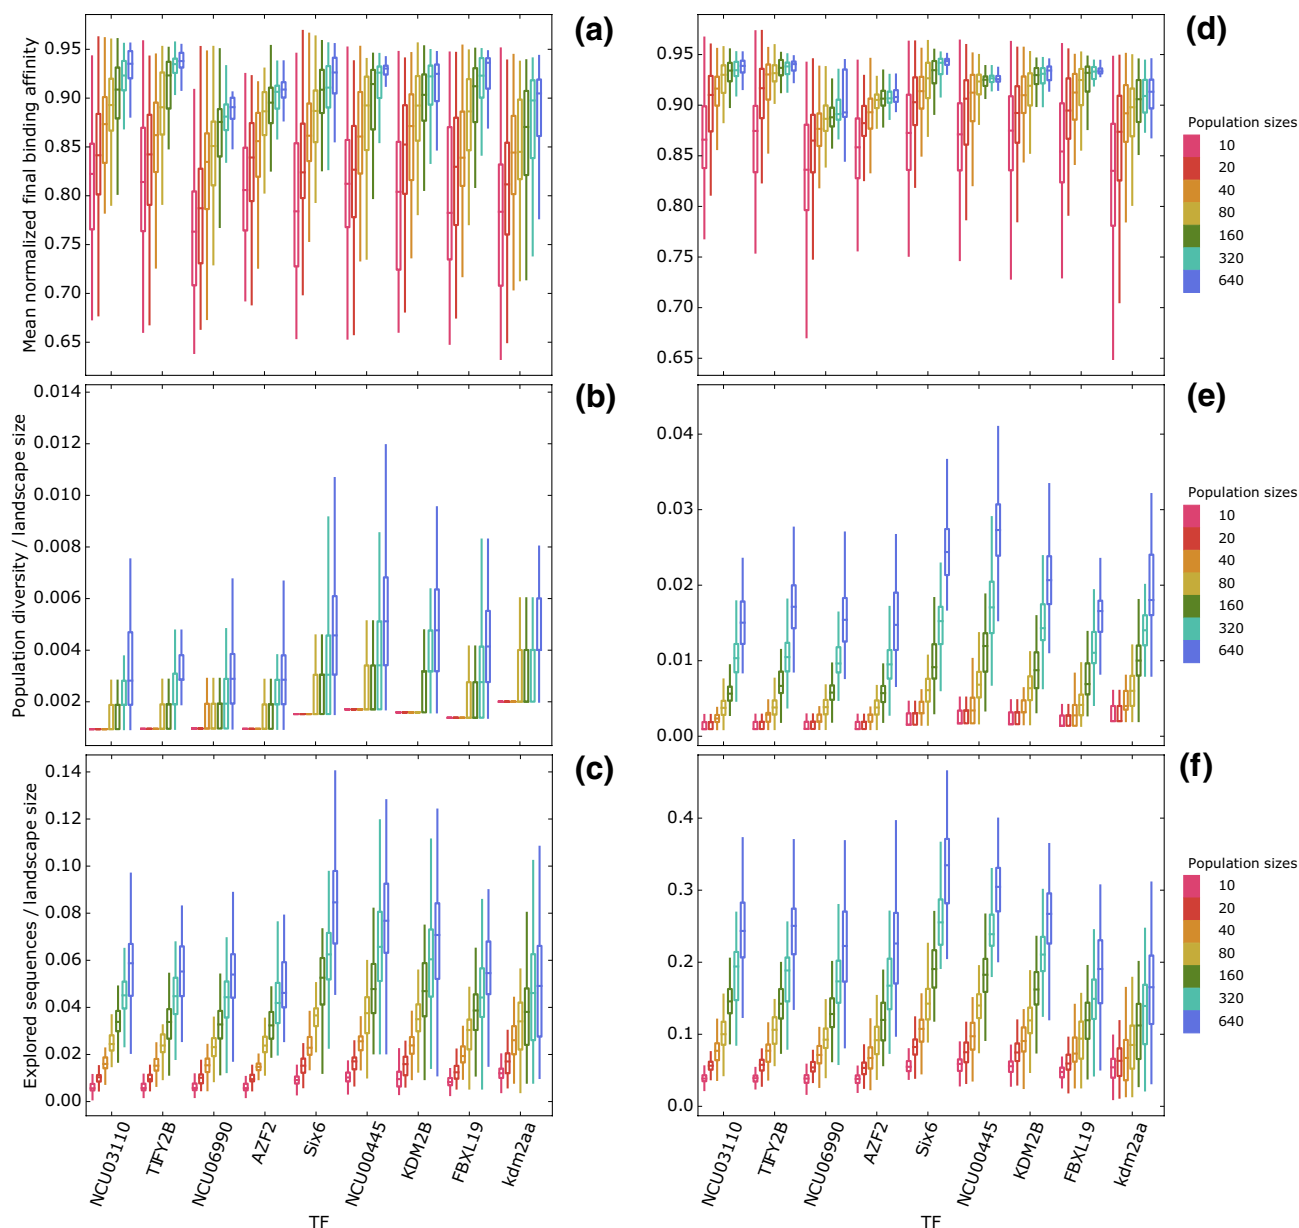 (a)
Mean normalized final binding affinity
0.95
0.90
0.85
0.80
0.75
0.70
0.65
(d)
0.95
0.90
0.85
0.80
0.75
0.70
0.65
Population sizes
10
20
40
80
160
320
640
(b)
Population diversity / landscape size
0.014
0.012
0.010
0.008
0.006
0.004
0.002
(e)
0.04
0.03
0.02
0.01
0.00
Population sizes
10
20
40
80
160
320
640
(c)
Explored sequences / landscape size
0.14
0.12
0.10
0.08
0.06
0.04
0.02
0.00
(f)
0.4
0.3
0.2
0.1
0.0
Population sizes
10
20
40
80
160
320
640
NCU03110
TIFY2B
NCU06990
AZF2
Six6
NCU00445
KDM2B
FBXL19
kdm2aa
TF
NCU03110
TIFY2B
NCU06990
AZF2
Six6
NCU00445
KDM2B
FBXL19
kdm2aa
TF